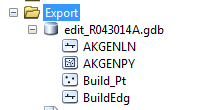 Export
edit_R043014A.gdb
AKGENLN
AKGENPY
Build_Pt
BuildEdg